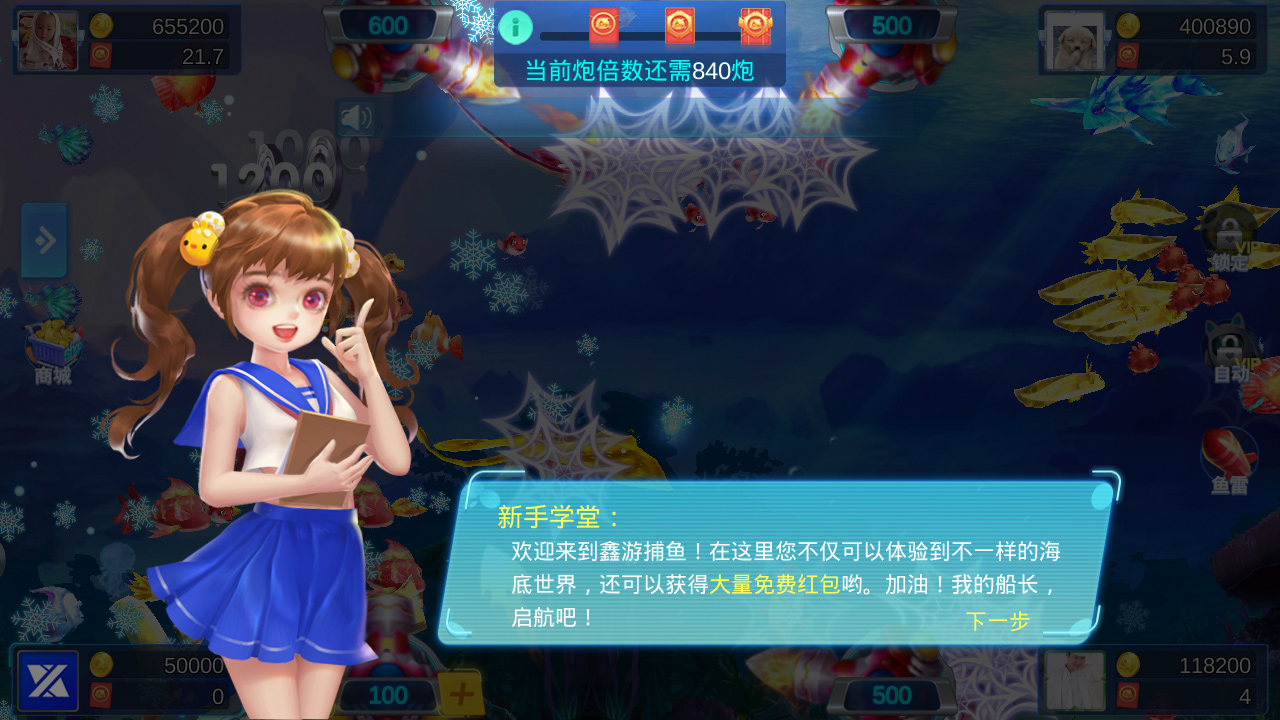 655200
21.7
600
当前炮倍数还需840炮
500
400890
5.9
1200
VIP
锁定
商城
VIP
自动
鱼雷
新手学堂：
欢迎来到鑫游捕鱼！在这里您不仅可以体验到不一样的海
底世界，还可以获得大量免费红包哟。加油！我的船长，
启航吧！
下一步
50000
0
100
500
118200
4